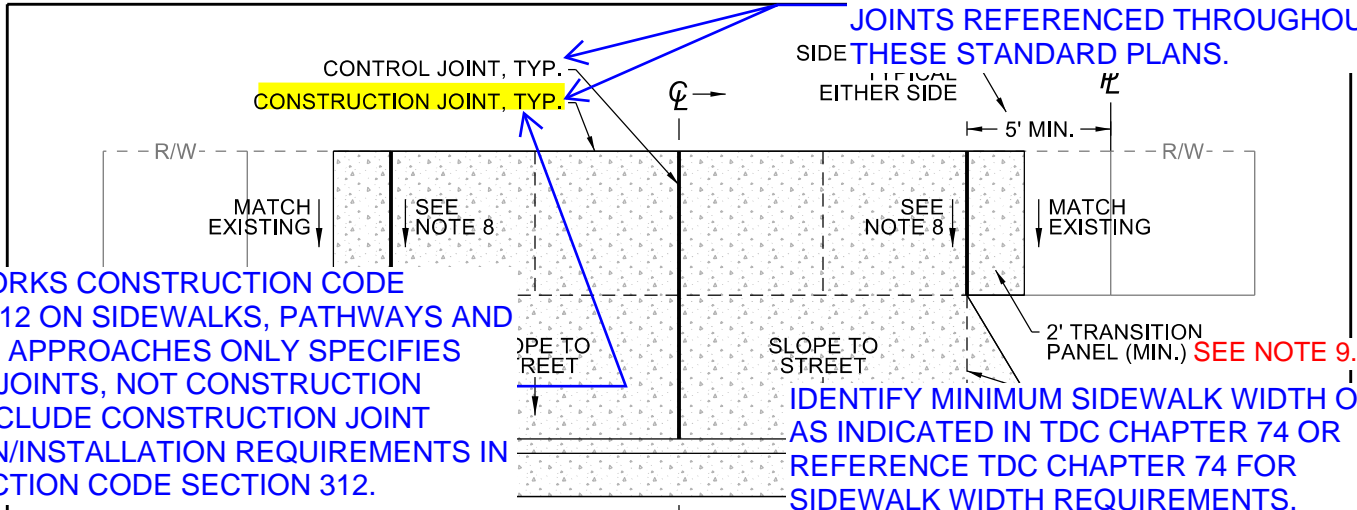 JOINTS REFERENCED THROUGHOU
THESE STANDARD PLANS.
SIDE
TYPICAL
EITHER SIDE
CONTROL JOINT, TYP.
CONSTRUCTION JOINT, TYP.
5' MIN.
R/W
R/W
MATCH
EXISTING
SEE
NOTE 8
SEE
NOTE 8
MATCH
EXISTING
ORKS CONSTRUCTION CODE
12 ON SIDEWALKS, PATHWAYS AND
APPROACHES ONLY SPECIFIES
JOINTS, NOT CONSTRUCTION
CLUDE CONSTRUCTION JOINT
N/INSTALLATION REQUIREMENTS IN
CTION CODE SECTION 312.
OPE TO
REET
SLOPE TO
STREET
2' TRANSITION
PANEL (MIN.) SEE NOTE 9.
IDENTIFY MINIMUM SIDEWALK WIDTH O
AS INDICATED IN TDC CHAPTER 74 OR
REFERENCE TDC CHAPTER 74 FOR
SIDEWALK WIDTH REQUIREMENTS.